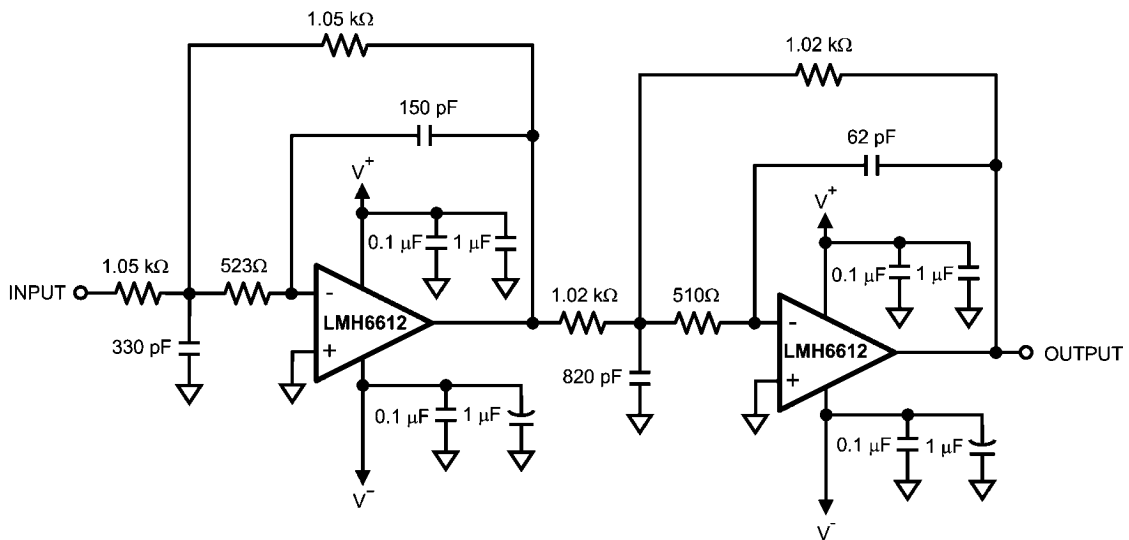 1.05 kΩ
1.02 kΩ
150 pF
62 pF
V+
V+
0.1 µF 1 µF
0.1 µF 1 µF
1.05 kΩ 523Ω
1.02 kΩ 510Ω
INPUT
-
LMH6612
+
330 pF
-
LMH6612
+
OUTPUT
820 pF
0.1 µF 1 µF
0.1 µF 1 µF
V-
V-